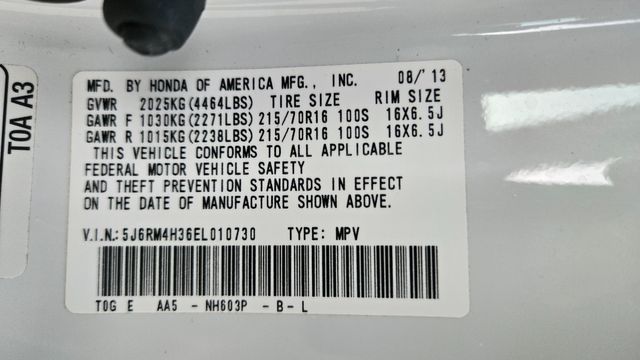 TOA A3
MFD. BY HONDA OF AMERICA MFG., INC. 08/'13
GVWR 2025KG(4464LBS) TIRE SIZE RIM SIZE
GAWR F 1030KG(2271LBS) 215/70R16 100S 16X6.5J
GAWR R 1015KG(2238LBS) 215/70R16 100S 16X6.5J
THIS VEHICLE CONFORMS TO ALL APPLICABLE
FEDERAL MOTOR VEHICLE SAFETY
AND THEFT PREVENTION STANDARDS IN EFFECT
ON THE DATE OF MANUFACTURE SHOWN ABOVE.
V.I.N.:5J6RM4H36EL010730 TYPE: MPV
T0G E AA5 - NH603P - B - L